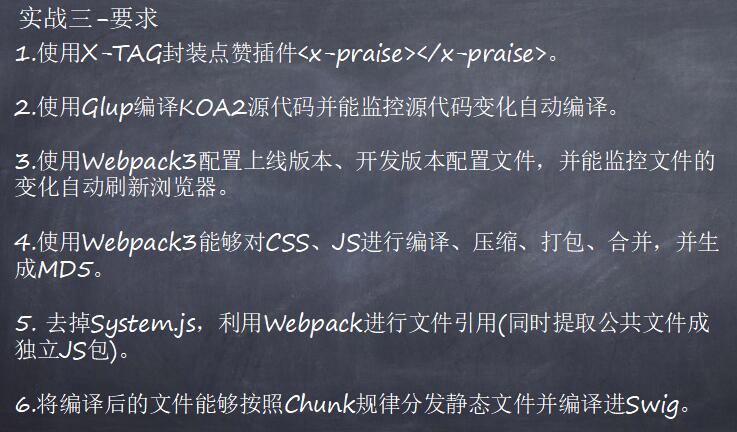 实战三-要求
1.使用X-TAG封装点赞插件<x-praise></x-praise>。
2.使用Glup编译KOA2源代码并能监控源代码变化自动编译。
3.使用Webpack3配置上线版本、开发版本配置文件，并能监控文件的
变化自动刷新浏览器。
4.使用Webpack3能够对CSS、JS进行编译、压缩、打包、合并，并生
成MD5。
5. 去掉System.js，利用Webpack进行文件引用(同时提取公共文件成
独立JS包)。
6.将编译后的文件能够按照Chunk规律分发静态文件并编译进Swig。